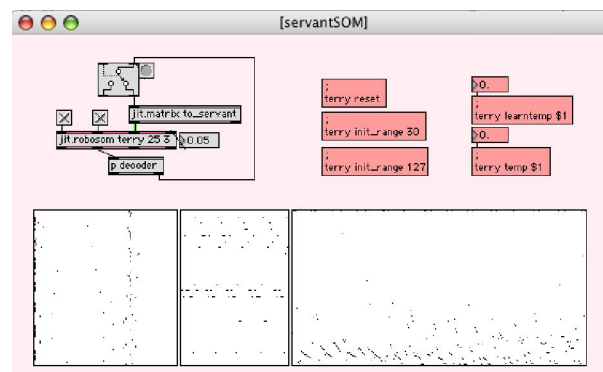 [servantSOM]
jit.matrix to_servant
jit.robosom terry 25 3
0.05
p decoder
;
terry reset
;
terry init_range 30
;
terry init_range 127
0.
;
terry learntemp $1
0.
;
terry temp $1